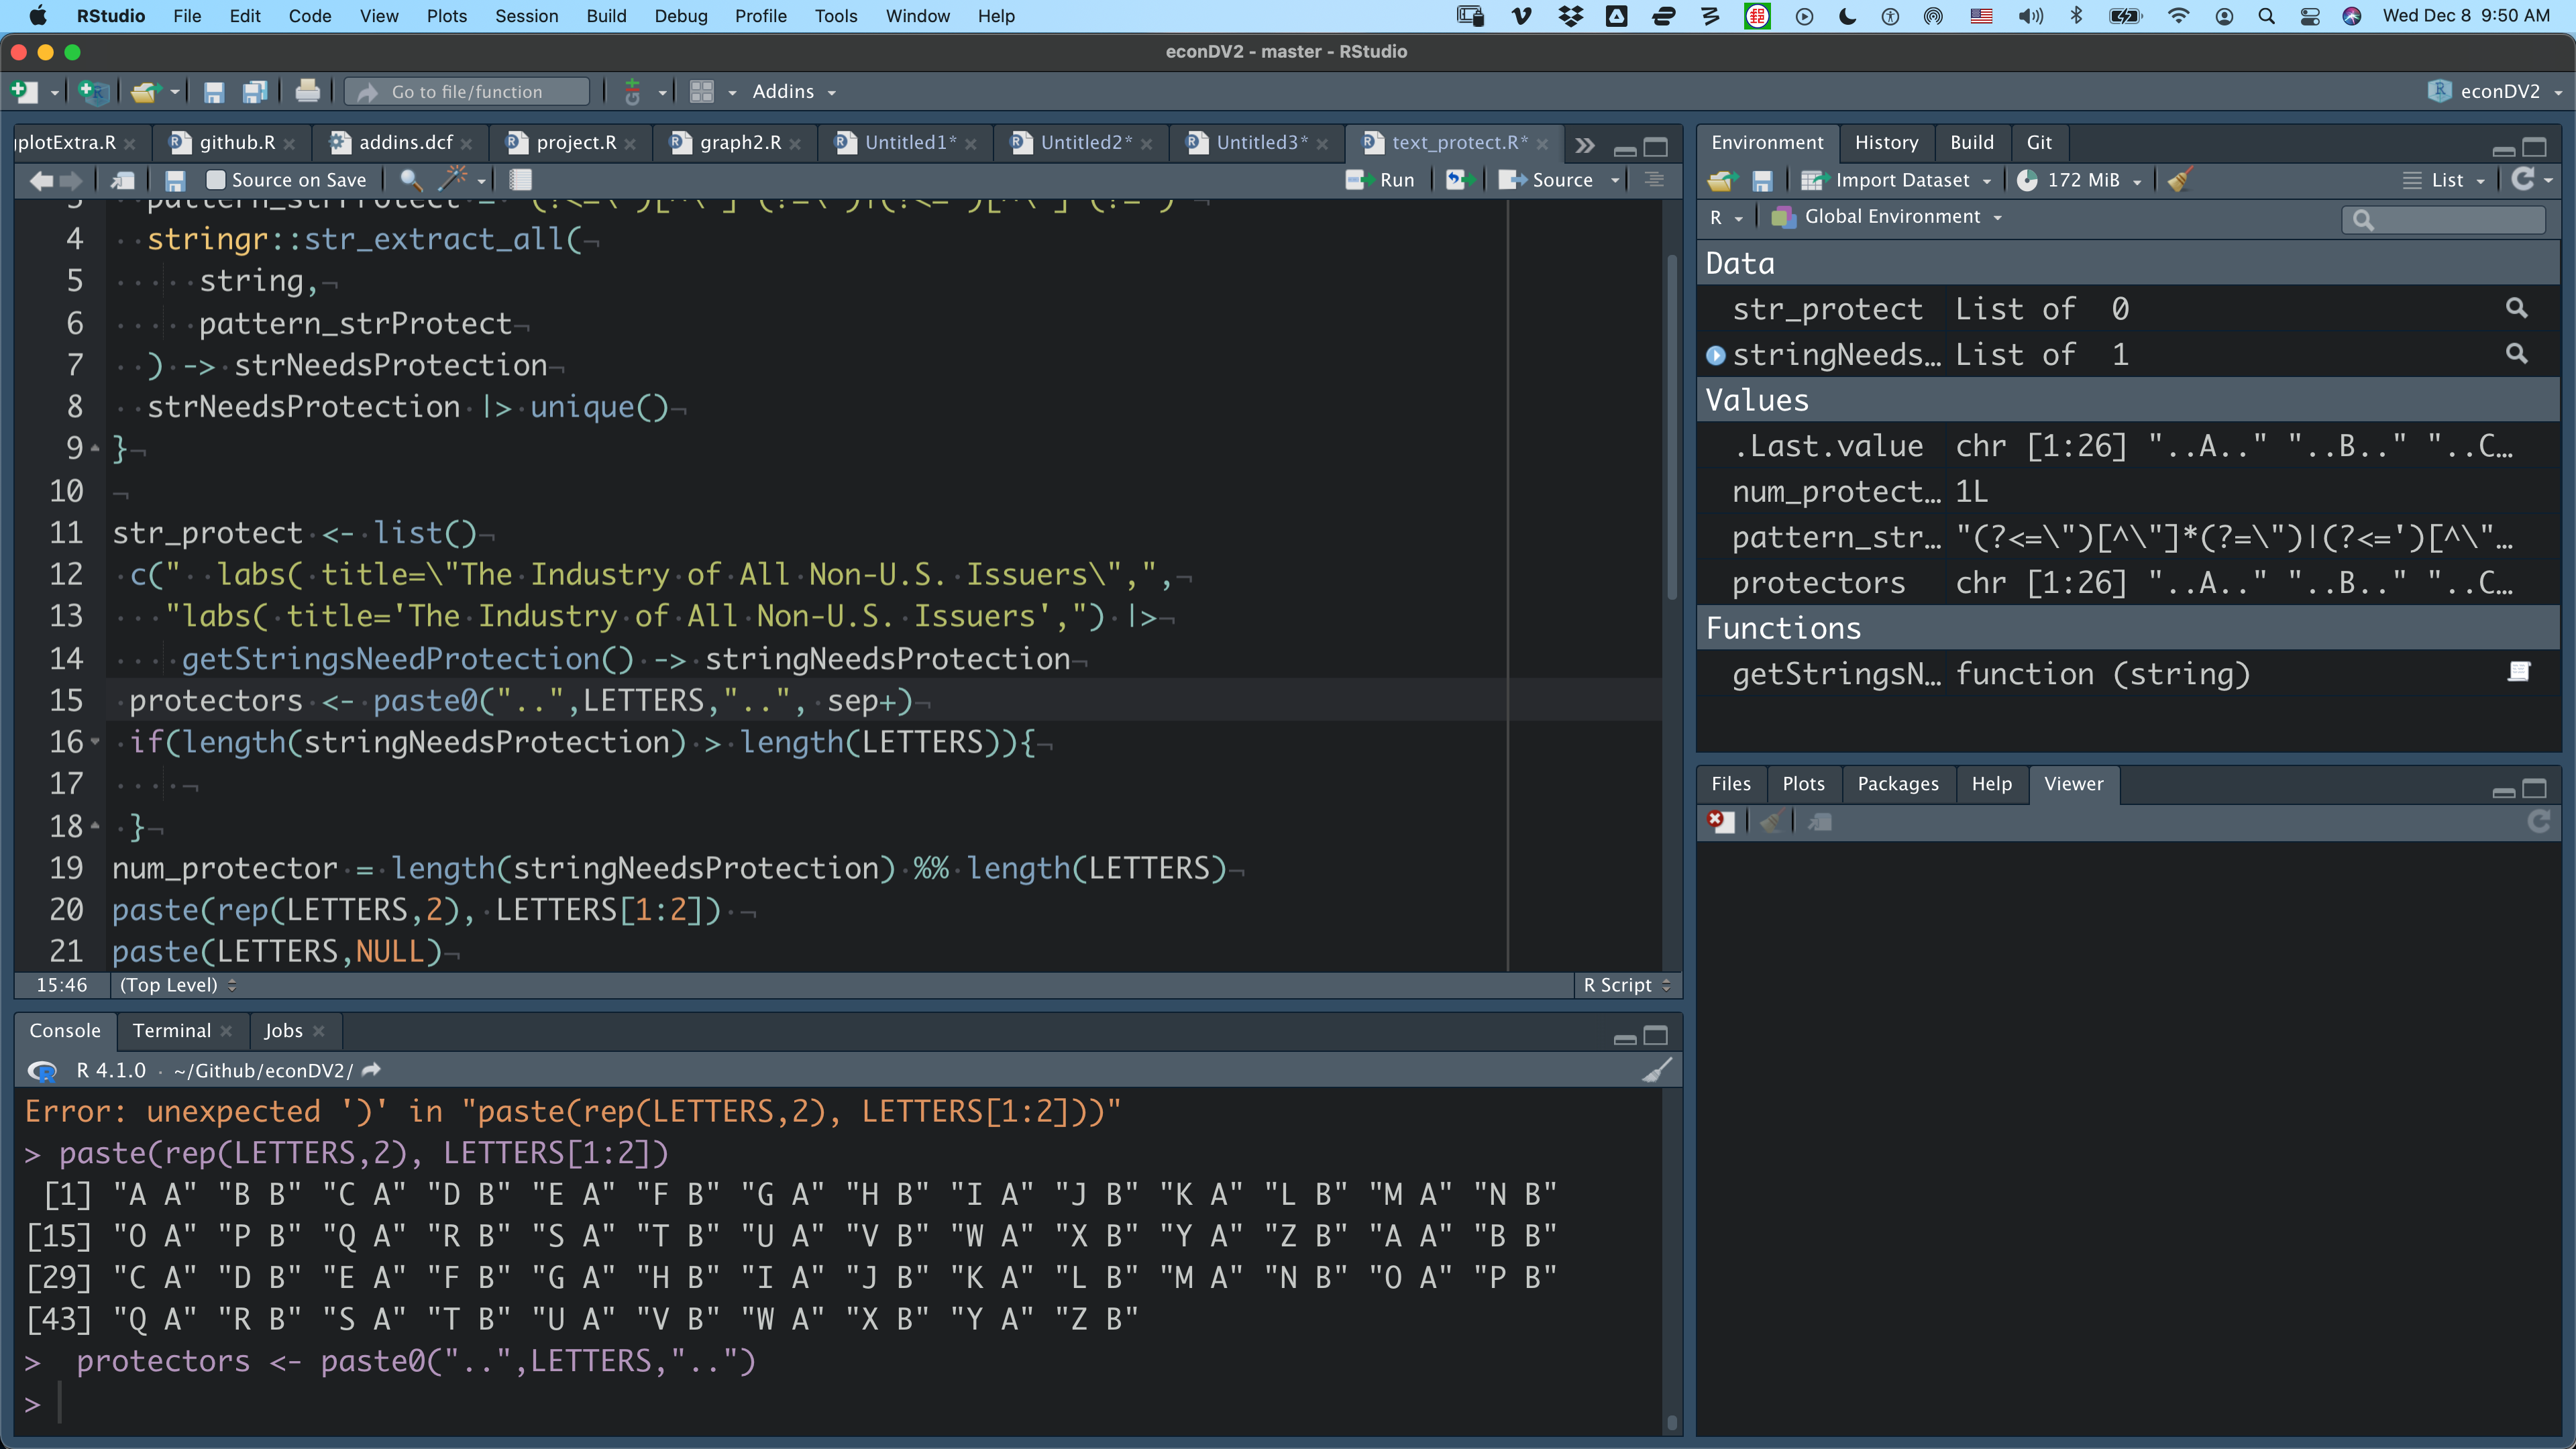 RStudio File Edit Code View Plots Session Build Debug Profile Tools Window Help Wed Dec 8 9:50 AM
econDV2 - master - RStudio
Go to file/function Addins econDV2
plotExtra.R github.R addins.dcf project.R graph2.R Untitled1* Untitled2* Untitled3* text_protect.R*
Source on Save Run Source
4 stringr::str_extract_all(
5 string,
6 pattern_strProtect
7 ) -> strNeedsProtection
8 strNeedsProtection |> unique()
9 }
10
11 str_protect <- list()
12 c("  labs( title=\"The Industry of All Non-U.S. Issuers\",",
13 "labs( title='The Industry of All Non-U.S. Issuers',") |>
14 getStringsNeedProtection() -> stringNeedsProtection
15 protectors <- paste0("..",LETTERS,"..", sep+)
16 if(length(stringNeedsProtection) > length(LETTERS)){
17
18 }
19 num_protector = length(stringNeedsProtection) %% length(LETTERS)
20 paste(rep(LETTERS,2), LETTERS[1:2])
21 paste(LETTERS,NULL)
15:46 (Top Level) R Script
Console Terminal Jobs
R 4.1.0 · ~/Github/econDV2/
Error: unexpected ')' in "paste(rep(LETTERS,2), LETTERS[1:2]))"
> paste(rep(LETTERS,2), LETTERS[1:2])
[1] "A A" "B B" "C A" "D B" "E A" "F B" "G A" "H B" "I A" "J B" "K A" "L B" "M A" "N B"
[15] "O A" "P B" "Q A" "R B" "S A" "T B" "U A" "V B" "W A" "X B" "Y A" "Z B" "A A" "B B"
[29] "C A" "D B" "E A" "F B" "G A" "H B" "I A" "J B" "K A" "L B" "M A" "N B" "O A" "P B"
[43] "Q A" "R B" "S A" "T B" "U A" "V B" "W A" "X B" "Y A" "Z B"
>  protectors <- paste0("..",LETTERS,"..")
>
Environment History Build Git
Import Dataset 172 MiB List
R Global Environment
Data
str_protect List of  0
stringNeeds… List of  1
Values
.Last.value chr [1:26] "..A.." "..B.." "..C…
num_protect… 1L
pattern_str… "(?<=\")[^\"]*(?=\")|(?<=')[^\"…
protectors chr [1:26] "..A.." "..B.." "..C…
Functions
getStringsN… function (string)
Files Plots Packages Help Viewer